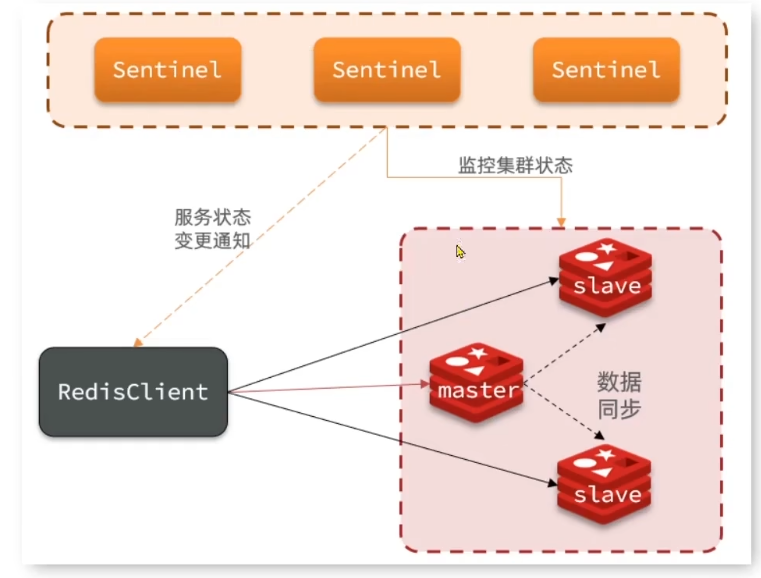 Sentinel
Sentinel
Sentinel
监控集群状态
服务状态
变更通知
slave
RedisClient
master
数据
同步
slave